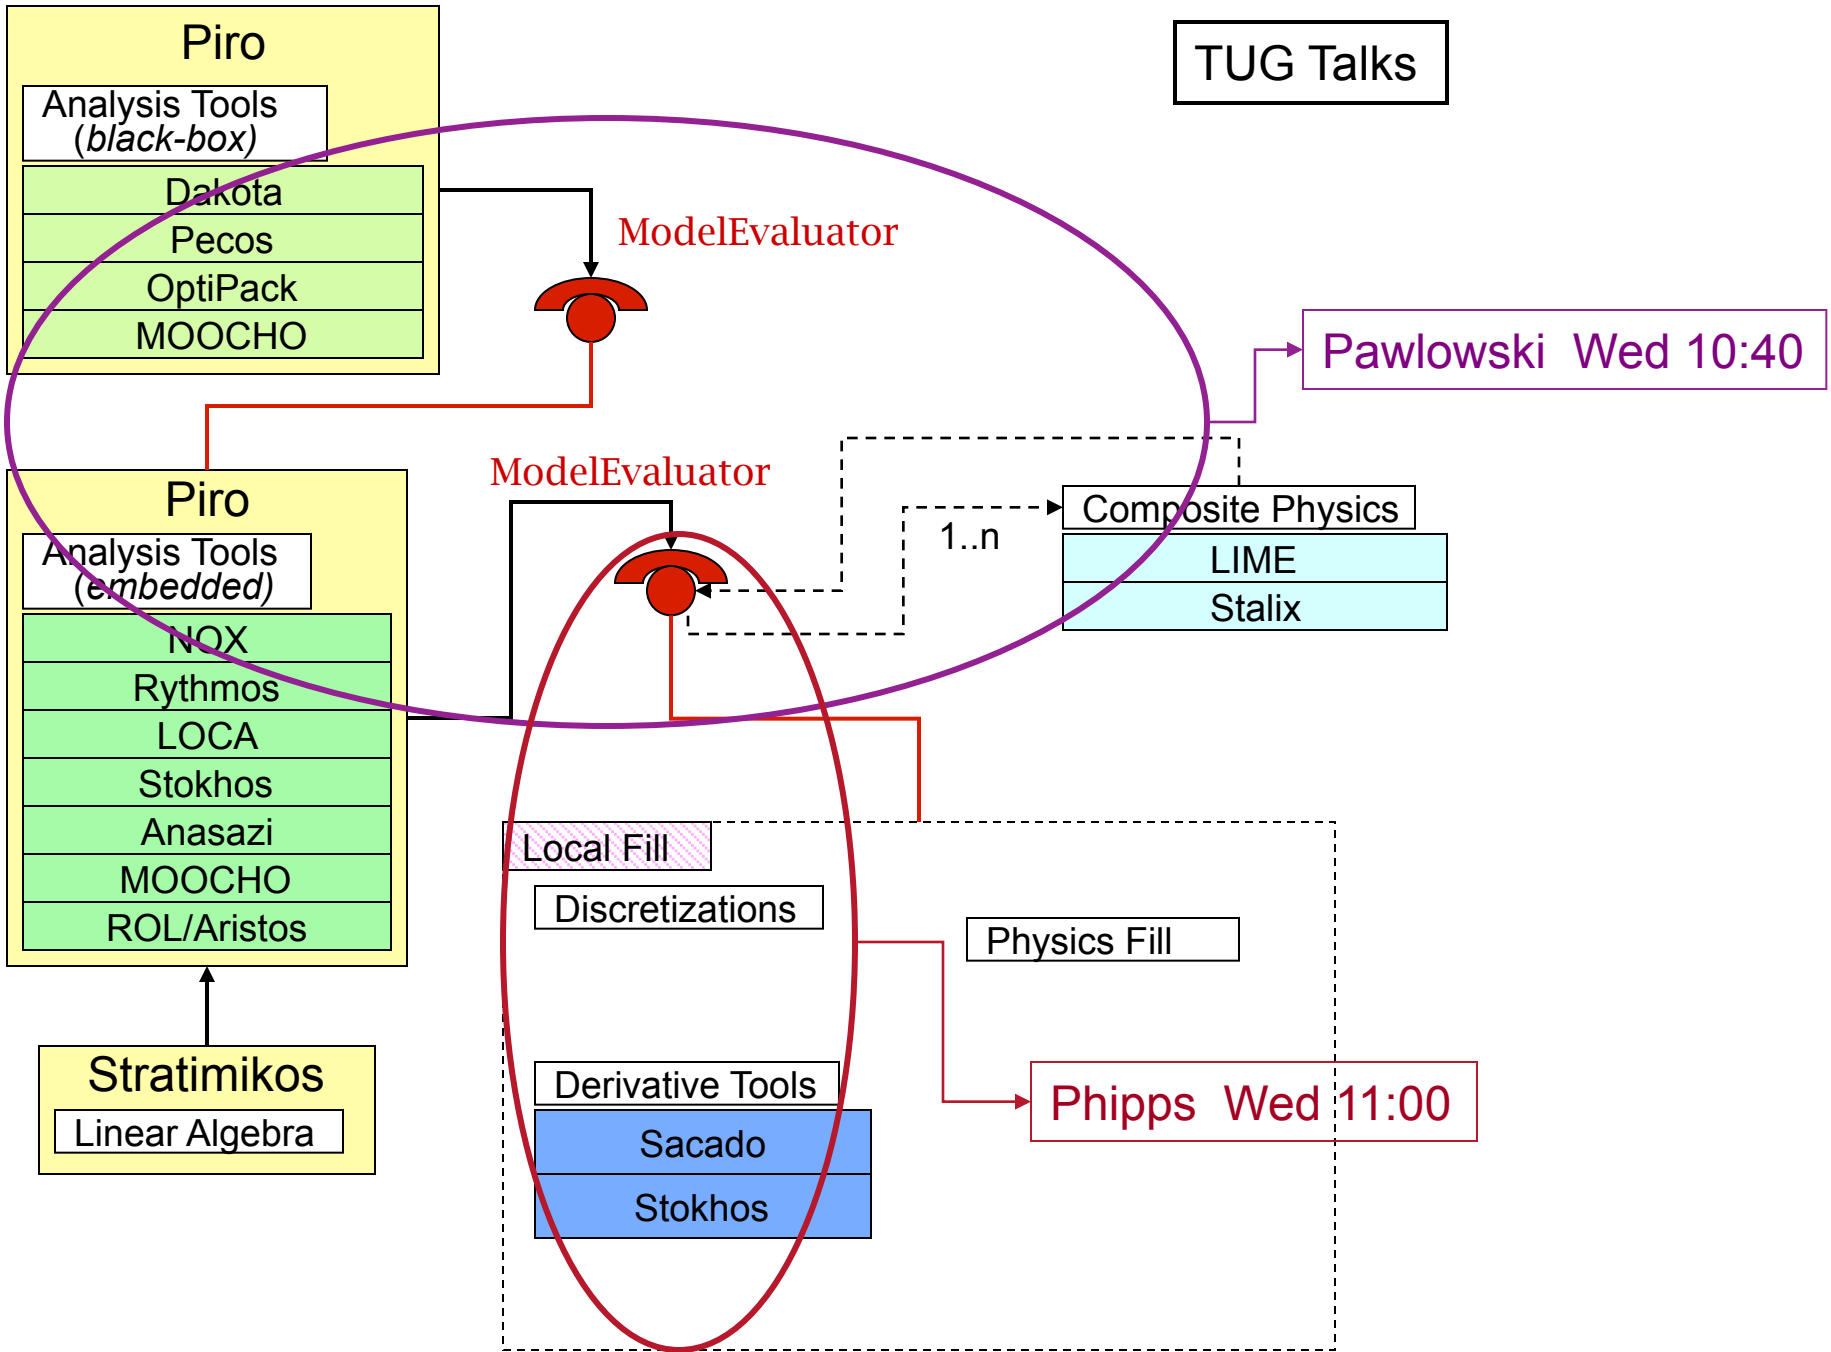 Piro
Analysis Tools
(black-box)
Dakota
Pecos
OptiPack
MOOCHO
TUG Talks
ModelEvaluator
Pawlowski  Wed 10:40
ModelEvaluator
Piro
Analysis Tools
(embedded)
NOX
Rythmos
LOCA
Stokhos
Anasazi
MOOCHO
ROL/Aristos
1..n
Composite Physics
LIME
Stalix
Local Fill
Discretizations
Physics Fill
Stratimikos
Linear Algebra
Derivative Tools
Sacado
Stokhos
Phipps  Wed 11:00